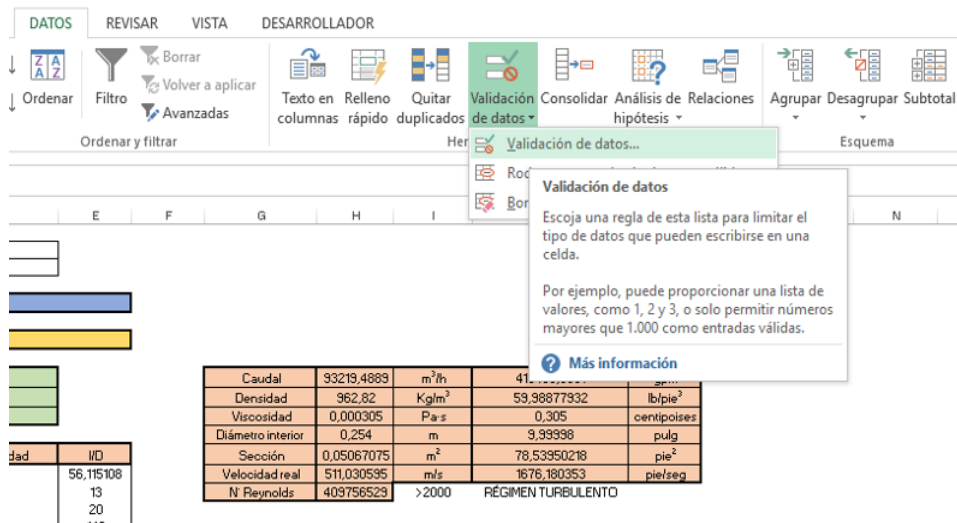 DATOS REVISAR VISTA DESARROLLADOR
Ordenar
Filtro
Borrar
Volver a aplicar
Avanzadas
Texto en columnas
Relleno rápido
Quitar duplicados
Validación de datos
Consolidar
Análisis de hipótesis
Relaciones
Agrupar
Desagrupar
Subtotal
Ordenar y filtrar
Esquema
Validación de datos...
Validación de datos
Escoja una regla de esta lista para limitar el
tipo de datos que pueden escribirse en una
celda.
Por ejemplo, puede proporcionar una lista de
valores, como 1, 2 y 3, o solo permitir números
mayores que 1.000 como entradas válidas.
Más información
E F G H I N
Caudal 93219,4889 m³/h
Densidad 962,82 Kg/m³ 59,98877932 lb/pie³
Viscosidad 0,000305 Pa·s 0,305 centipoises
Diámetro interior 0,254 m 9,99998 pulg
Sección 0,05067075 m² 78,53950218 pie²
Velocidad real 511,030595 m/s 1676,180353 pie/seg
N° Reynolds 409756529 >2000 RÉGIMEN TURBULENTO
I/D
56,115108
13
20